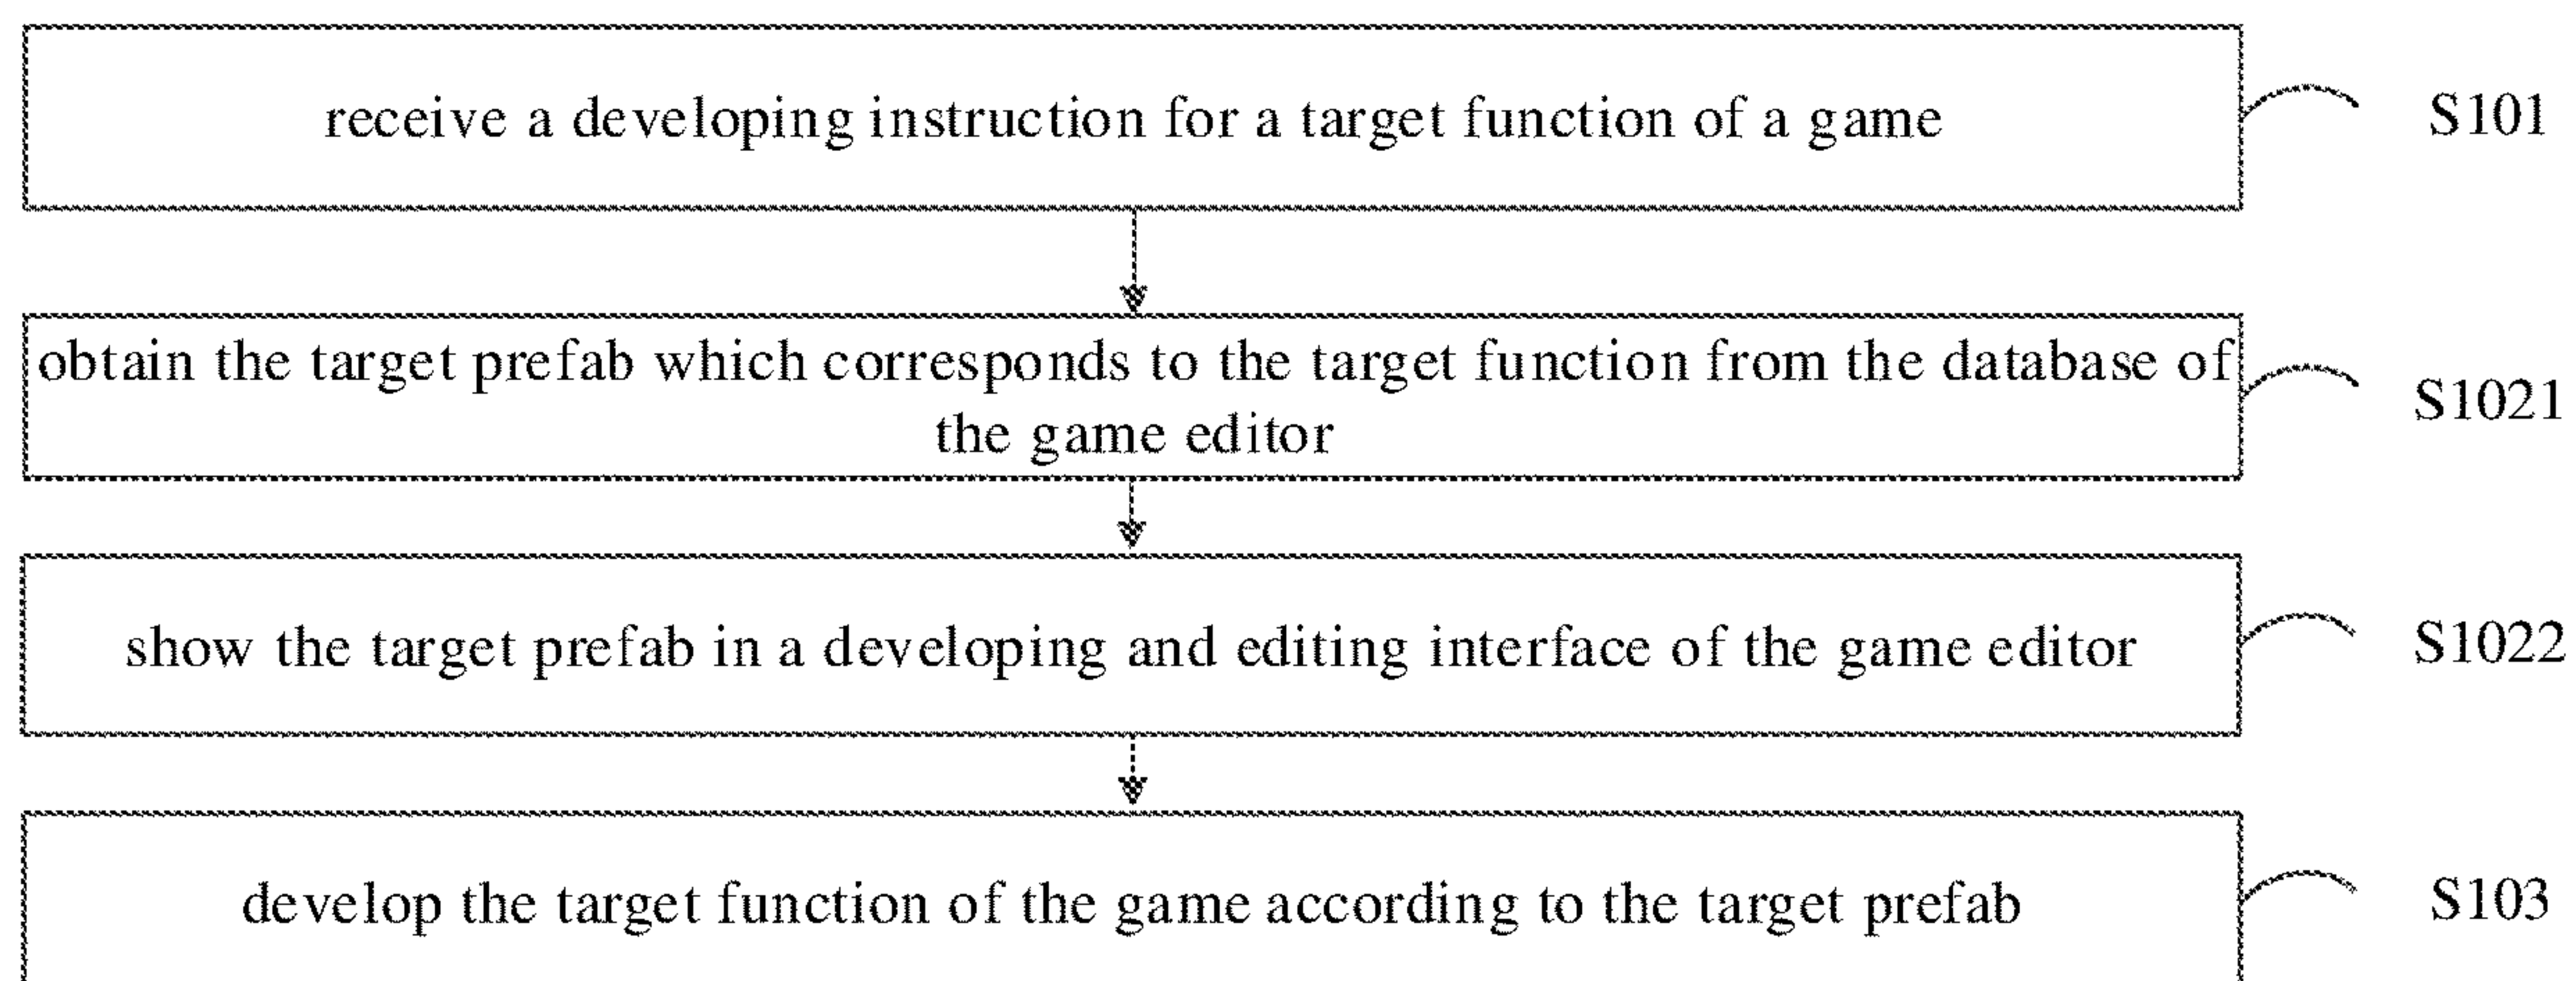 receive a developing instruction for a target function of a game
S101
obtain the target prefab which corresponds to the target function from the database of
the game editor
S1021
show the target prefab in a developing and editing interface of the game editor
S1022
develop the target function of the game according to the target prefab
S103